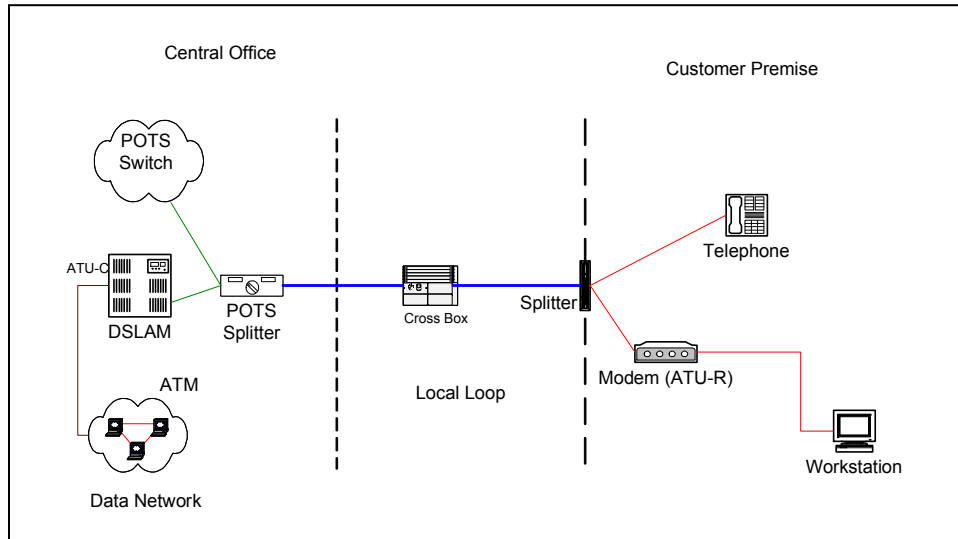 Central Office
Customer Premise
POTS
Switch
Telephone
ATU-C
DSLAM
POTS
Splitter
Cross Box
Splitter
Modem (ATU-R)
Local Loop
ATM
Data Network
Workstation